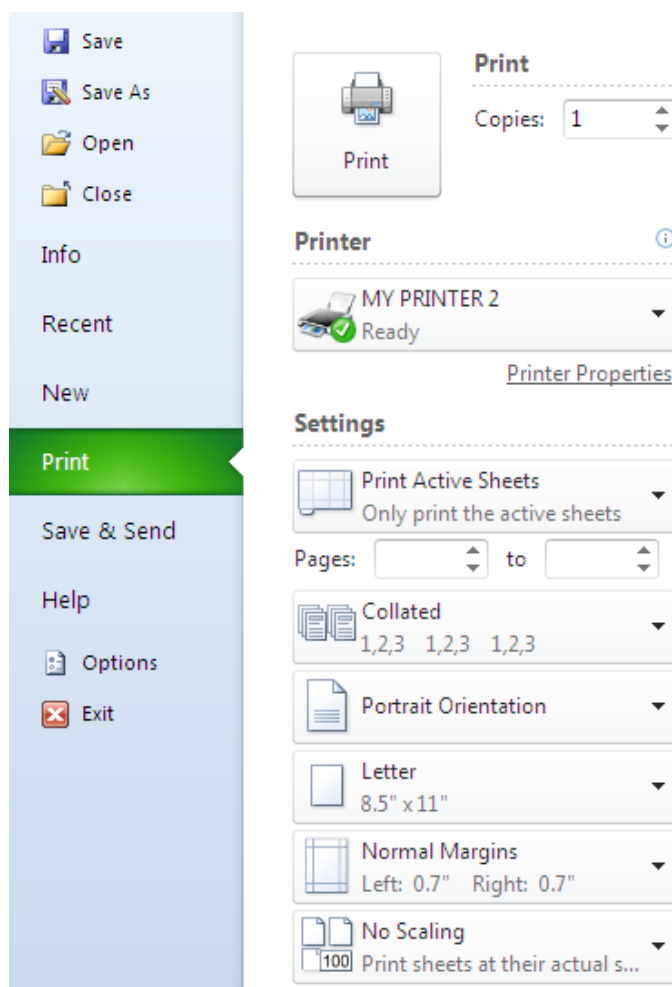 Save
Save As
Open
Close
Info
Recent
New
Print
Save & Send
Help
Options
Exit
Print
Print
Copies: 1
Printer
MY PRINTER 2
Ready
Printer Properties
Settings
Print Active Sheets
Only print the active sheets
Pages: to
Collated
1,2,3 1,2,3 1,2,3
Portrait Orientation
Letter
8.5" x 11"
Normal Margins
Left: 0.7" Right: 0.7"
No Scaling
100
Print sheets at their actual s...